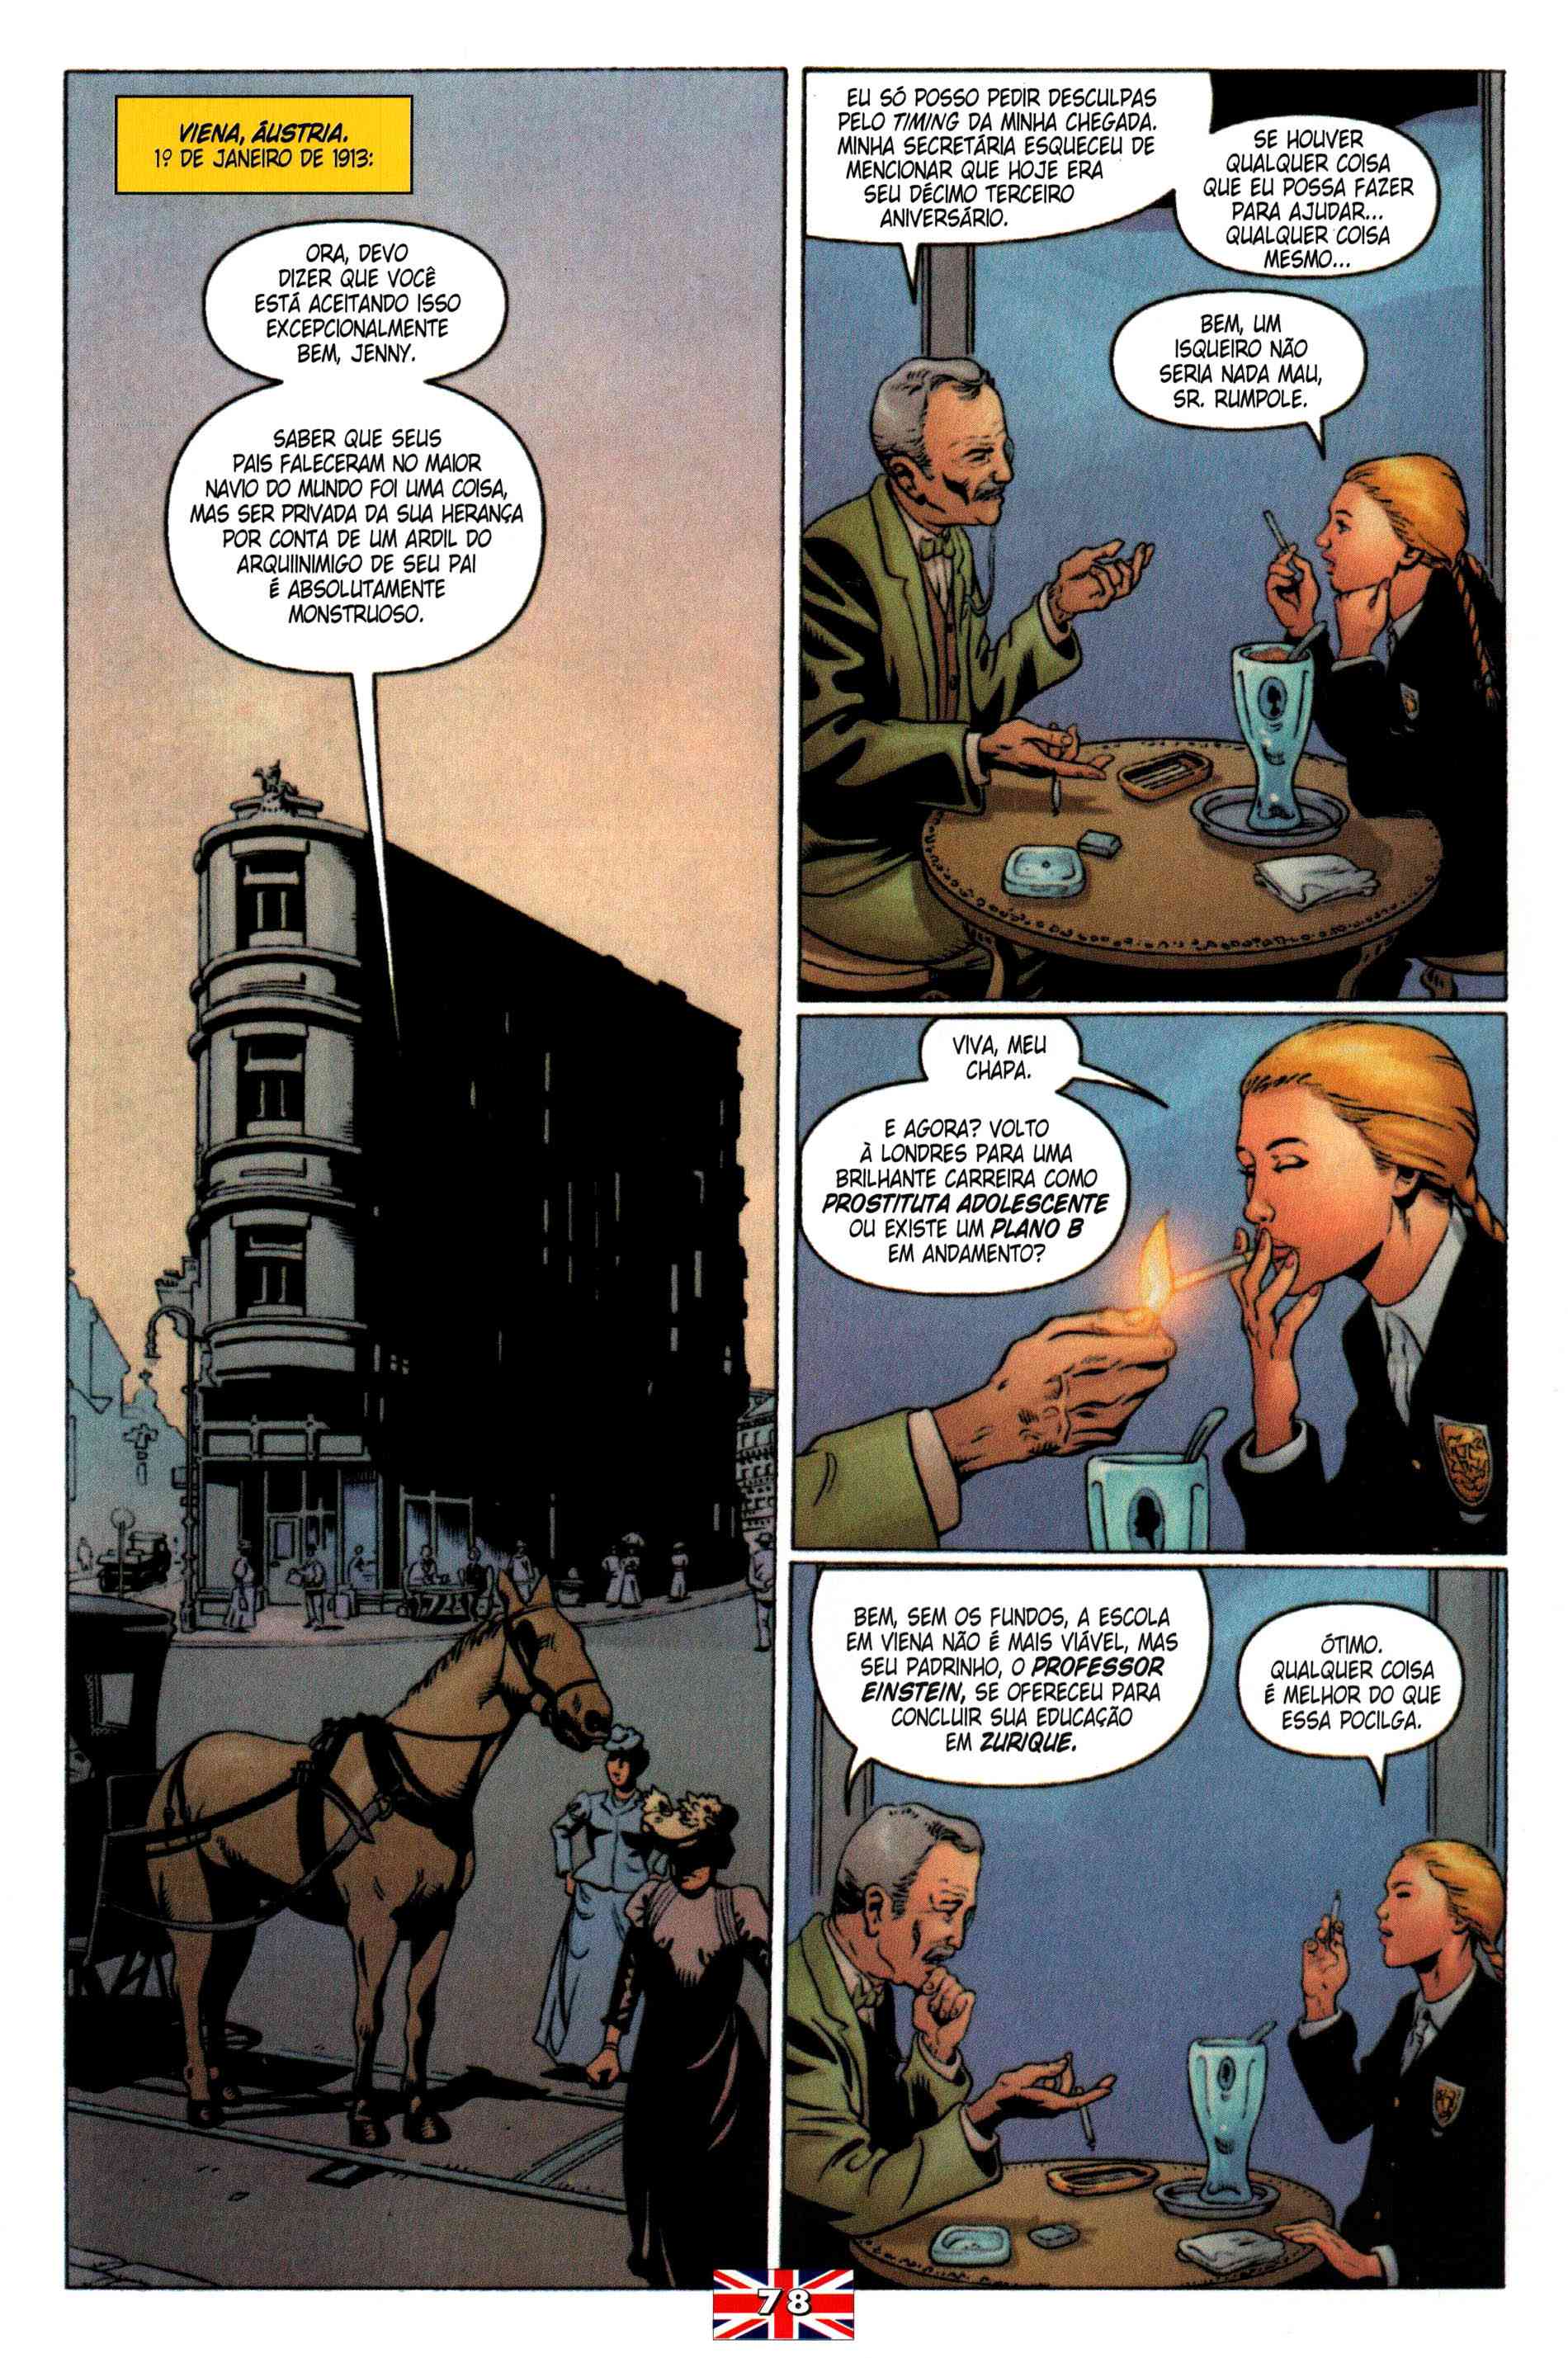 VIENA, ÁUSTRIA.
1º DE JANEIRO DE 1913:
ORA, DEVO
DIZER QUE VOCÊ
ESTÁ ACEITANDO ISSO
EXCEPCIONALMENTE
BEM, JENNY.
SABER QUE SEUS
PAIS FALECERAM NO MAIOR
NAVIO DO MUNDO FOI UMA COISA,
MAS SER PRIVADA DA SUA HERANÇA
POR CONTA DE UM ARDIL DO
ARQUIINIMIGO DE SEU PAI
É ABSOLUTAMENTE
MONSTRUOSO.
EU SÓ POSSO PEDIR DESCULPAS
PELO TIMING DA MINHA CHEGADA.
MINHA SECRETÁRIA ESQUECEU DE
MENCIONAR QUE HOJE ERA
SEU DÉCIMO TERCEIRO
ANIVERSÁRIO.
SE HOUVER
QUALQUER COISA
QUE EU POSSA FAZER
PARA AJUDAR...
QUALQUER COISA
MESMO...
BEM, UM
ISQUEIRO NÃO
SERIA NADA MAU,
SR. RUMPOLE.
VIVA, MEU
CHAPA.
E AGORA? VOLTO
À LONDRES PARA UMA
BRILHANTE CARREIRA COMO
PROSTITUTA ADOLESCENTE
OU EXISTE UM PLANO B
EM ANDAMENTO?
BEM, SEM OS FUNDOS, A ESCOLA
EM VIENA NÃO É MAIS VIÁVEL, MAS
SEU PADRINHO, O PROFESSOR
EINSTEIN, SE OFERECEU PARA
CONCLUIR SUA EDUCAÇÃO
EM ZURIQUE.
ÓTIMO.
QUALQUER COISA
É MELHOR DO QUE
ESSA POCILGA.
78